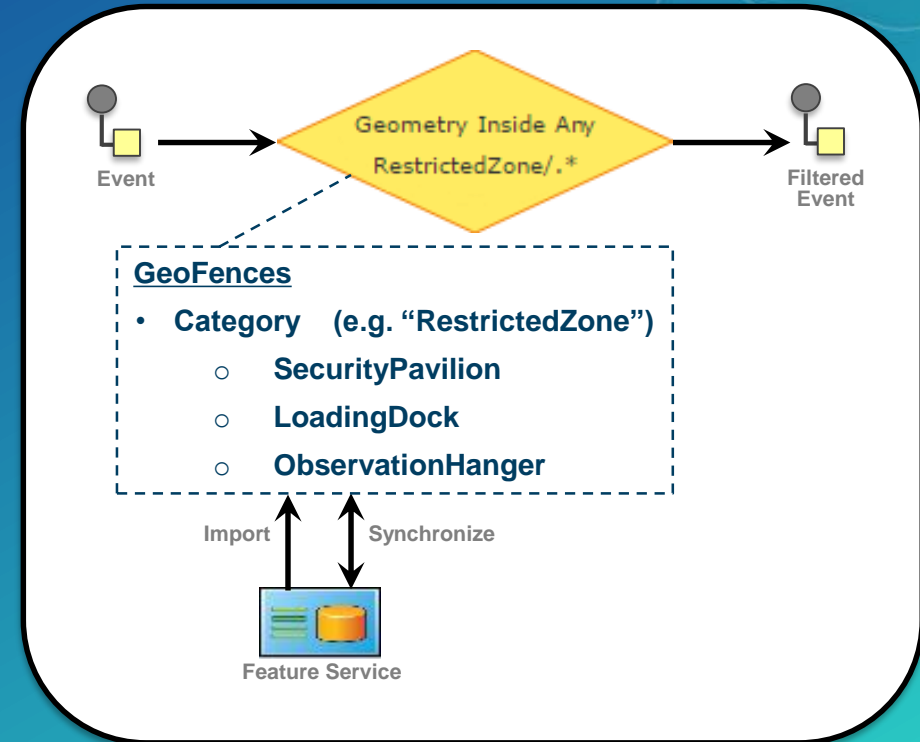 Geometry Inside Any
RestrictedZone/.*
Event
Filtered
Event
GeoFences
• Category (e.g. “RestrictedZone”)
o SecurityPavilion
o LoadingDock
o ObservationHanger
Import
Synchronize
Feature Service